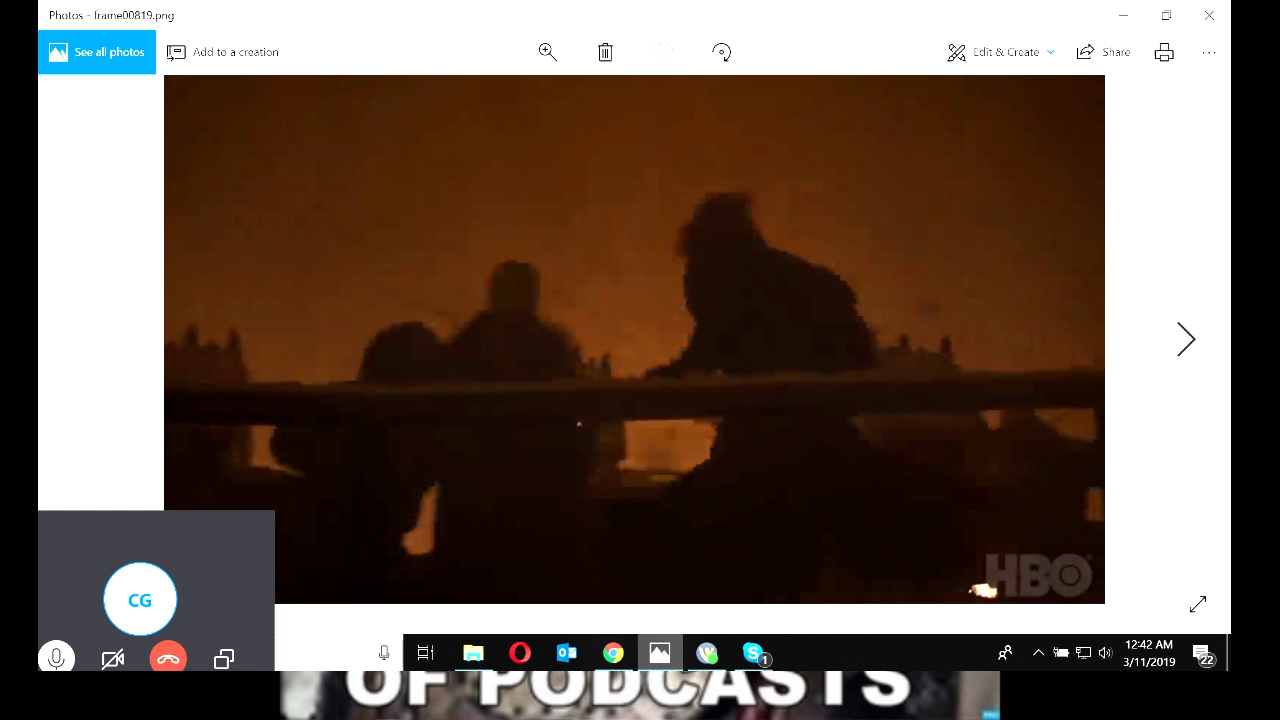 Photos - frame00819.png
See all photos
Add to a creation
Edit & Create
Share
HBO
CG
1
12:42 AM
3/11/2019
22
OF PODCASTS